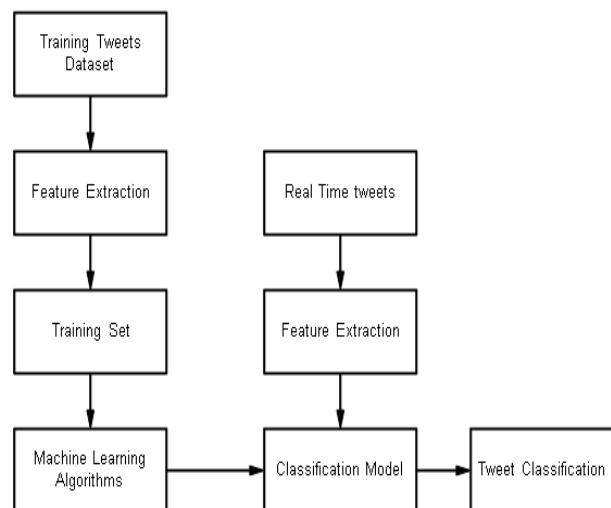 Training Tweets
Dataset
Feature Extraction
Real Time tweets
Training Set
Feature Extraction
Machine Learning
Algorithms
Classification Model
Tweet Classification